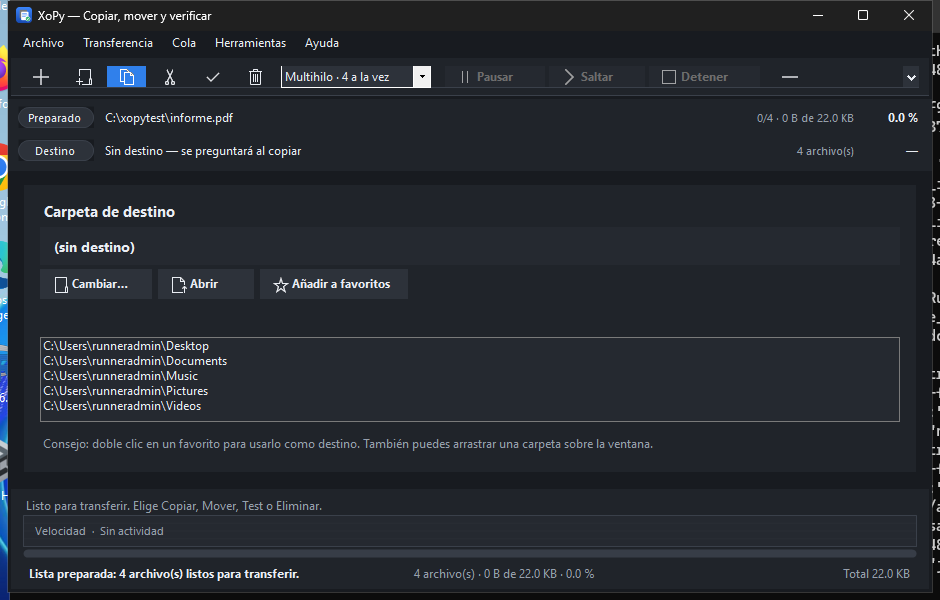 XoPy — Copiar, mover y verificar
Archivo Transferencia Cola Herramientas Ayuda
Multihilo · 4 a la vez Pausar Saltar Detener
Preparado C:\xopytest\informe.pdf 0/4 · 0 B de 22.0 KB 0.0 %
Destino Sin destino — se preguntará al copiar 4 archivo(s) —
Carpeta de destino
(sin destino)
Cambiar... Abrir Añadir a favoritos
C:\Users\runneradmin\Desktop
C:\Users\runneradmin\Documents
C:\Users\runneradmin\Music
C:\Users\runneradmin\Pictures
C:\Users\runneradmin\Videos
Consejo: doble clic en un favorito para usarlo como destino. También puedes arrastrar una carpeta sobre la ventana.
Listo para transferir. Elige Copiar, Mover, Test o Eliminar.
Velocidad · Sin actividad
Lista preparada: 4 archivo(s) listos para transferir. 4 archivo(s) · 0 B de 22.0 KB · 0.0 % Total 22.0 KB